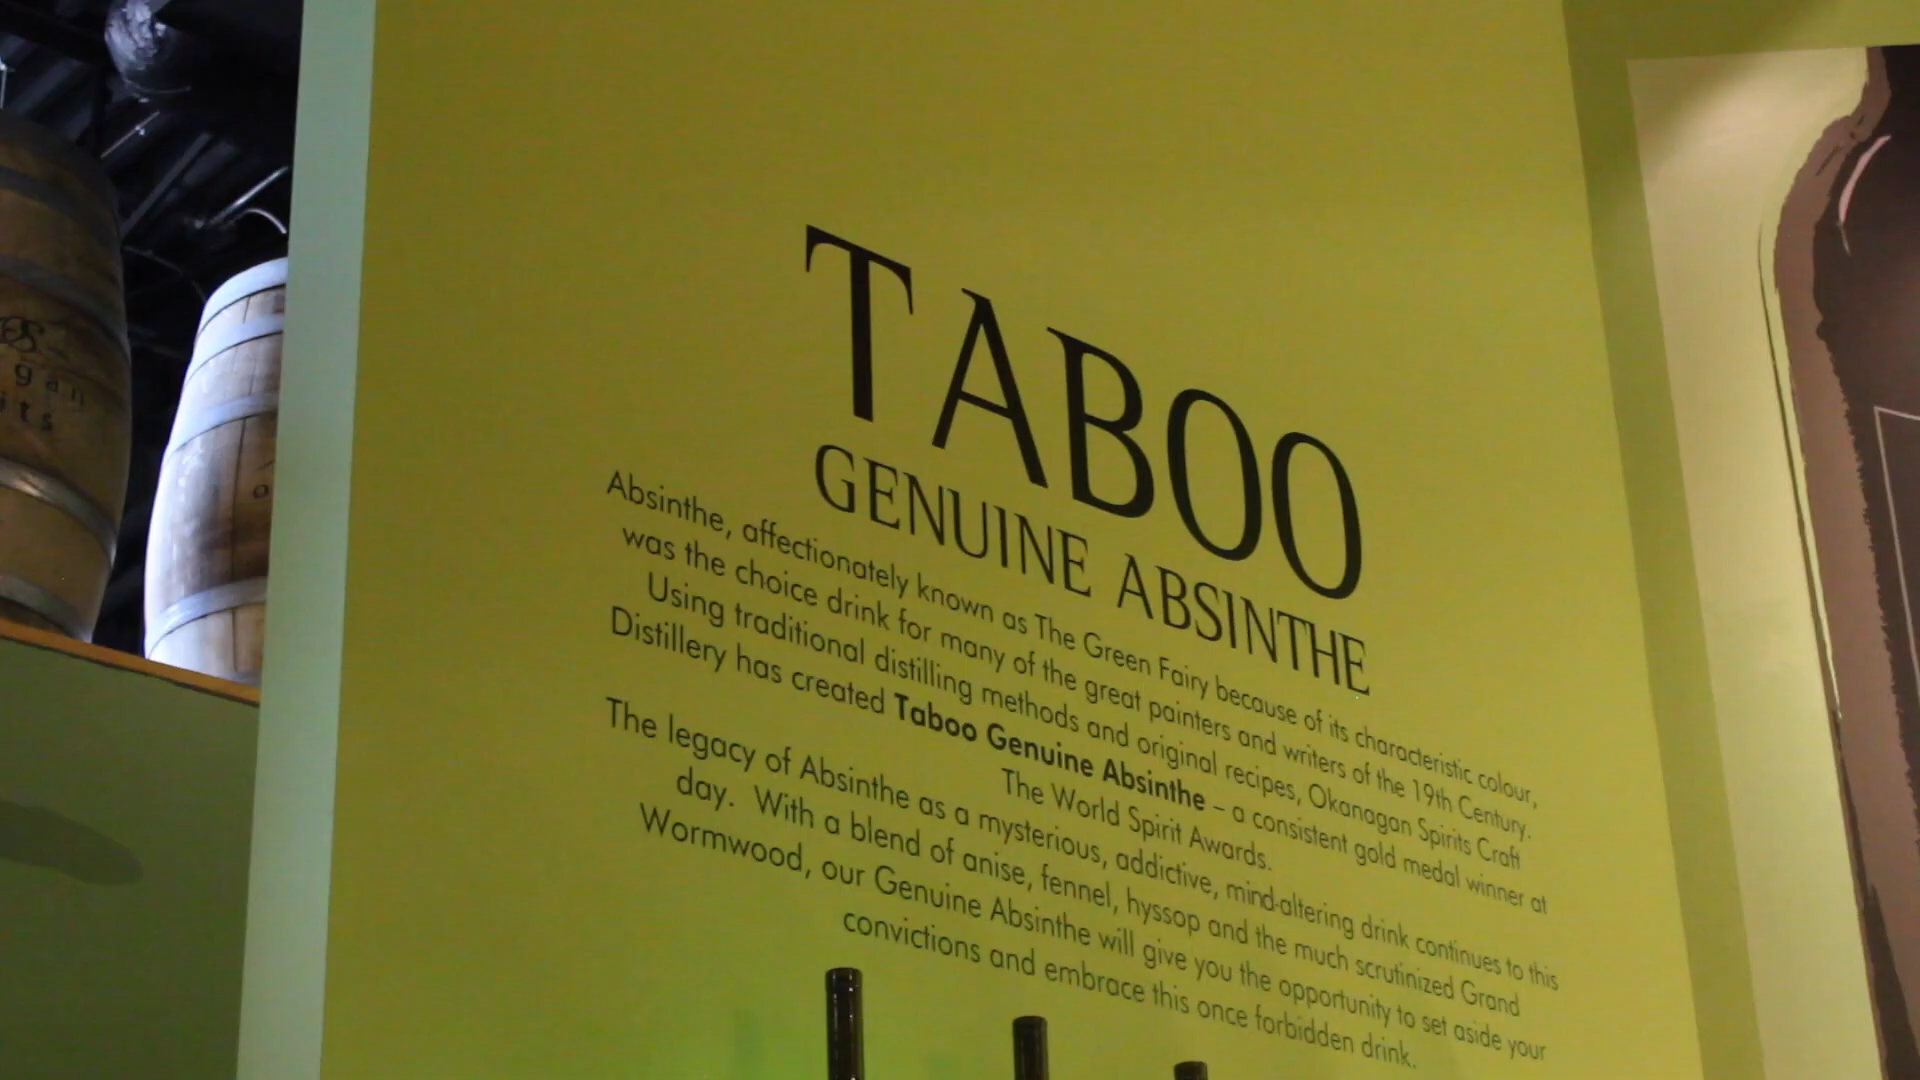 TABOO
GENUINE ABSINTHE
Absinthe, affectionately known as The Green Fairy because of its characteristic colour,
was the choice drink for many of the great painters and writers of the 19th Century.
Using traditional distilling methods and original recipes, Okanagan Spirits Craft
Distillery has created Taboo Genuine Absinthe – a consistent gold medal winner at
The World Spirit Awards.
The legacy of Absinthe as a mysterious, addictive, mind-altering drink continues to this
day. With a blend of anise, fennel, hyssop and the much scrutinized Grand
Wormwood, our Genuine Absinthe will give you the opportunity to set aside your
convictions and embrace this once forbidden drink.